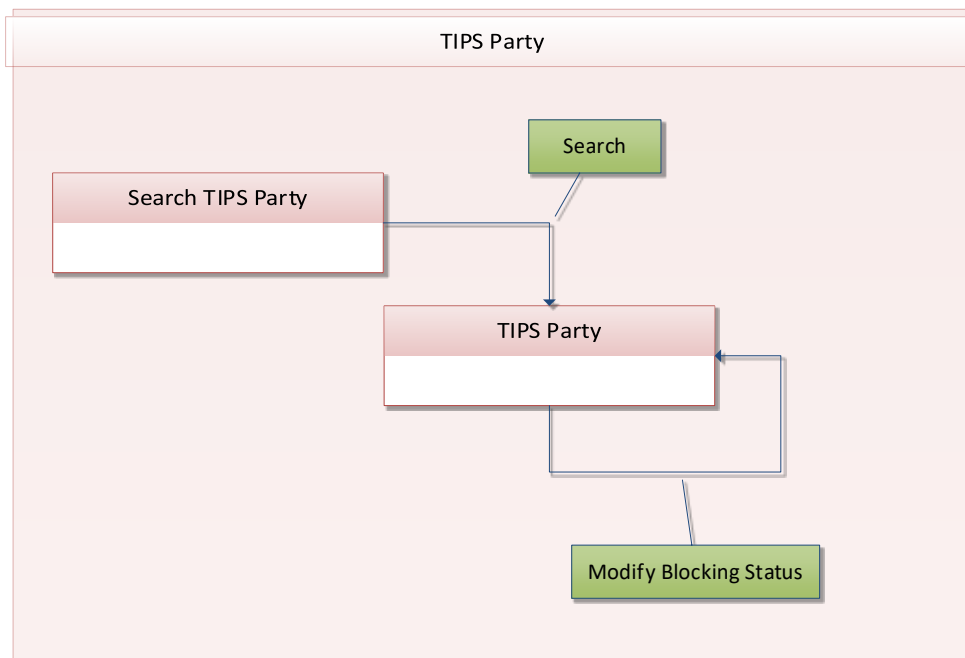 TIPS Party
Search
Search TIPS Party
TIPS Party
Modify Blocking Status